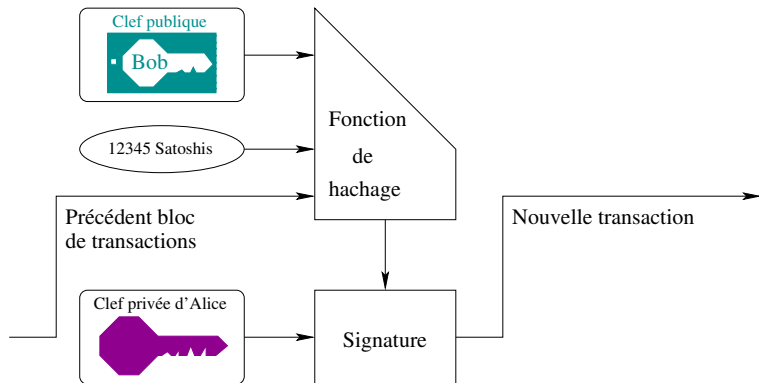 Clef publique
Bob
12345 Satoshis
Fonction
de
hachage
Précédent bloc
de transactions
Nouvelle transaction
Clef privée d’Alice
Signature